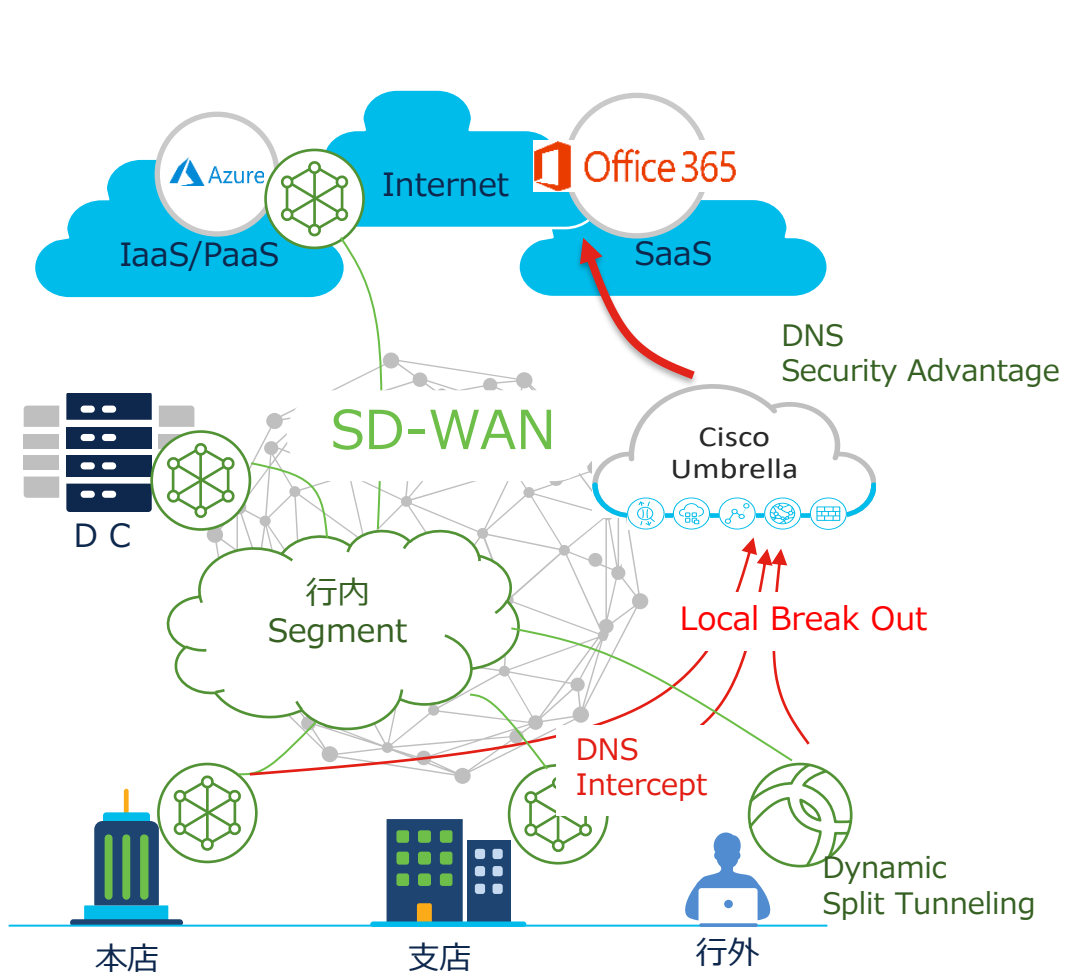 Azure
Internet
Office 365
IaaS/PaaS
SaaS
DNS
Security Advantage
SD-WAN
Cisco
Umbrella
D C
行内
Segment
Local Break Out
DNS
Intercept
Dynamic
Split Tunneling
本店
支店
行外